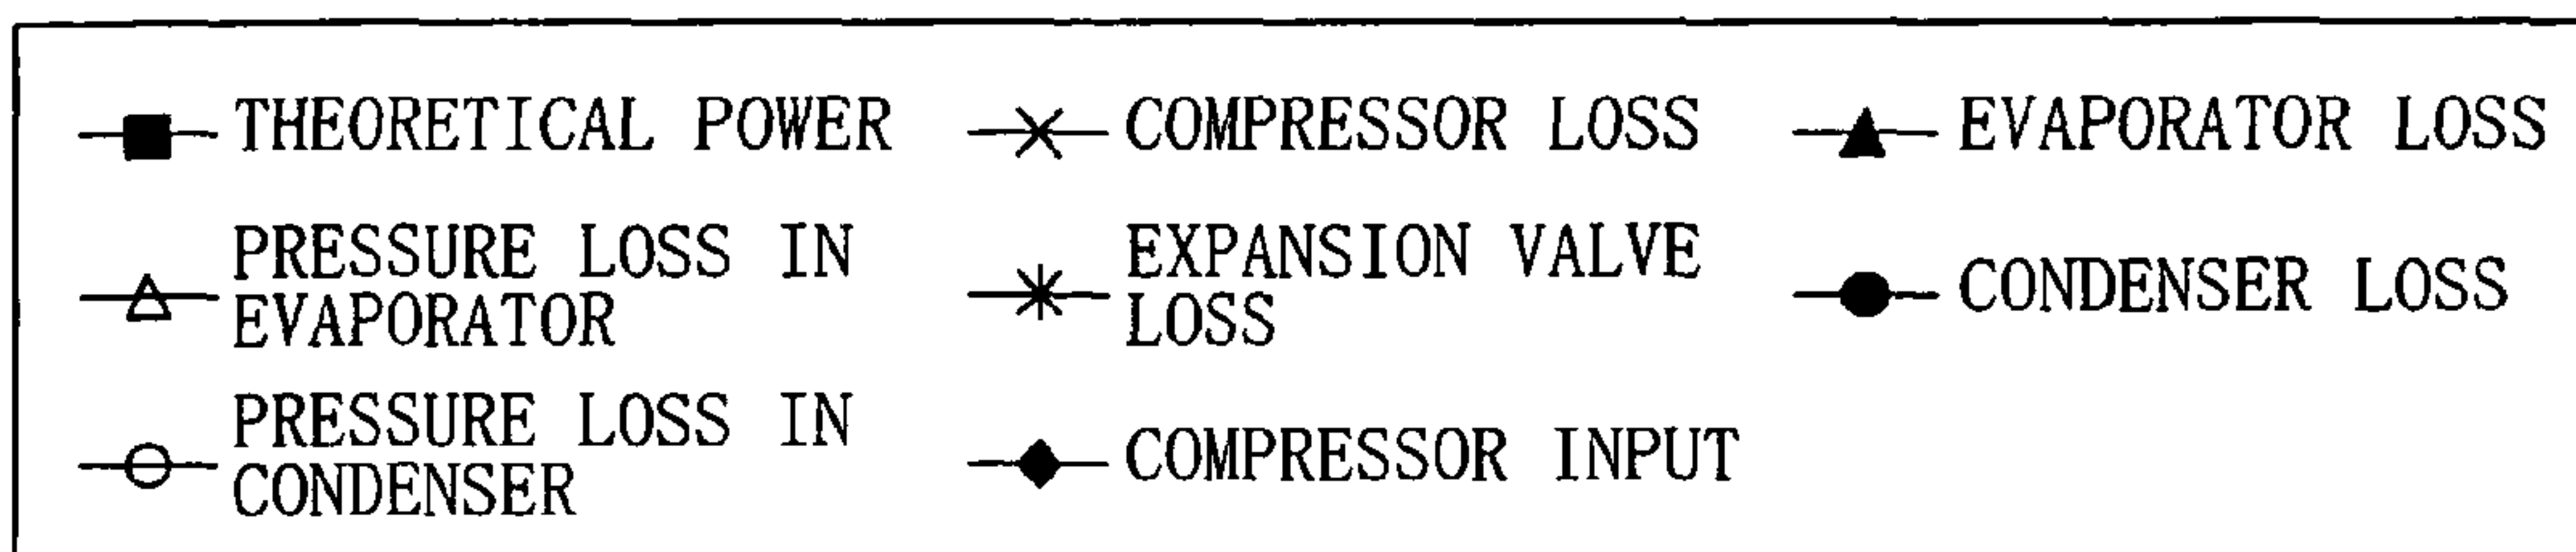 THEORETICAL POWER
COMPRESSOR LOSS
EVAPORATOR LOSS
PRESSURE LOSS IN
EVAPORATOR
EXPANSION VALVE
LOSS
CONDENSER LOSS
PRESSURE LOSS IN
CONDENSER
COMPRESSOR INPUT